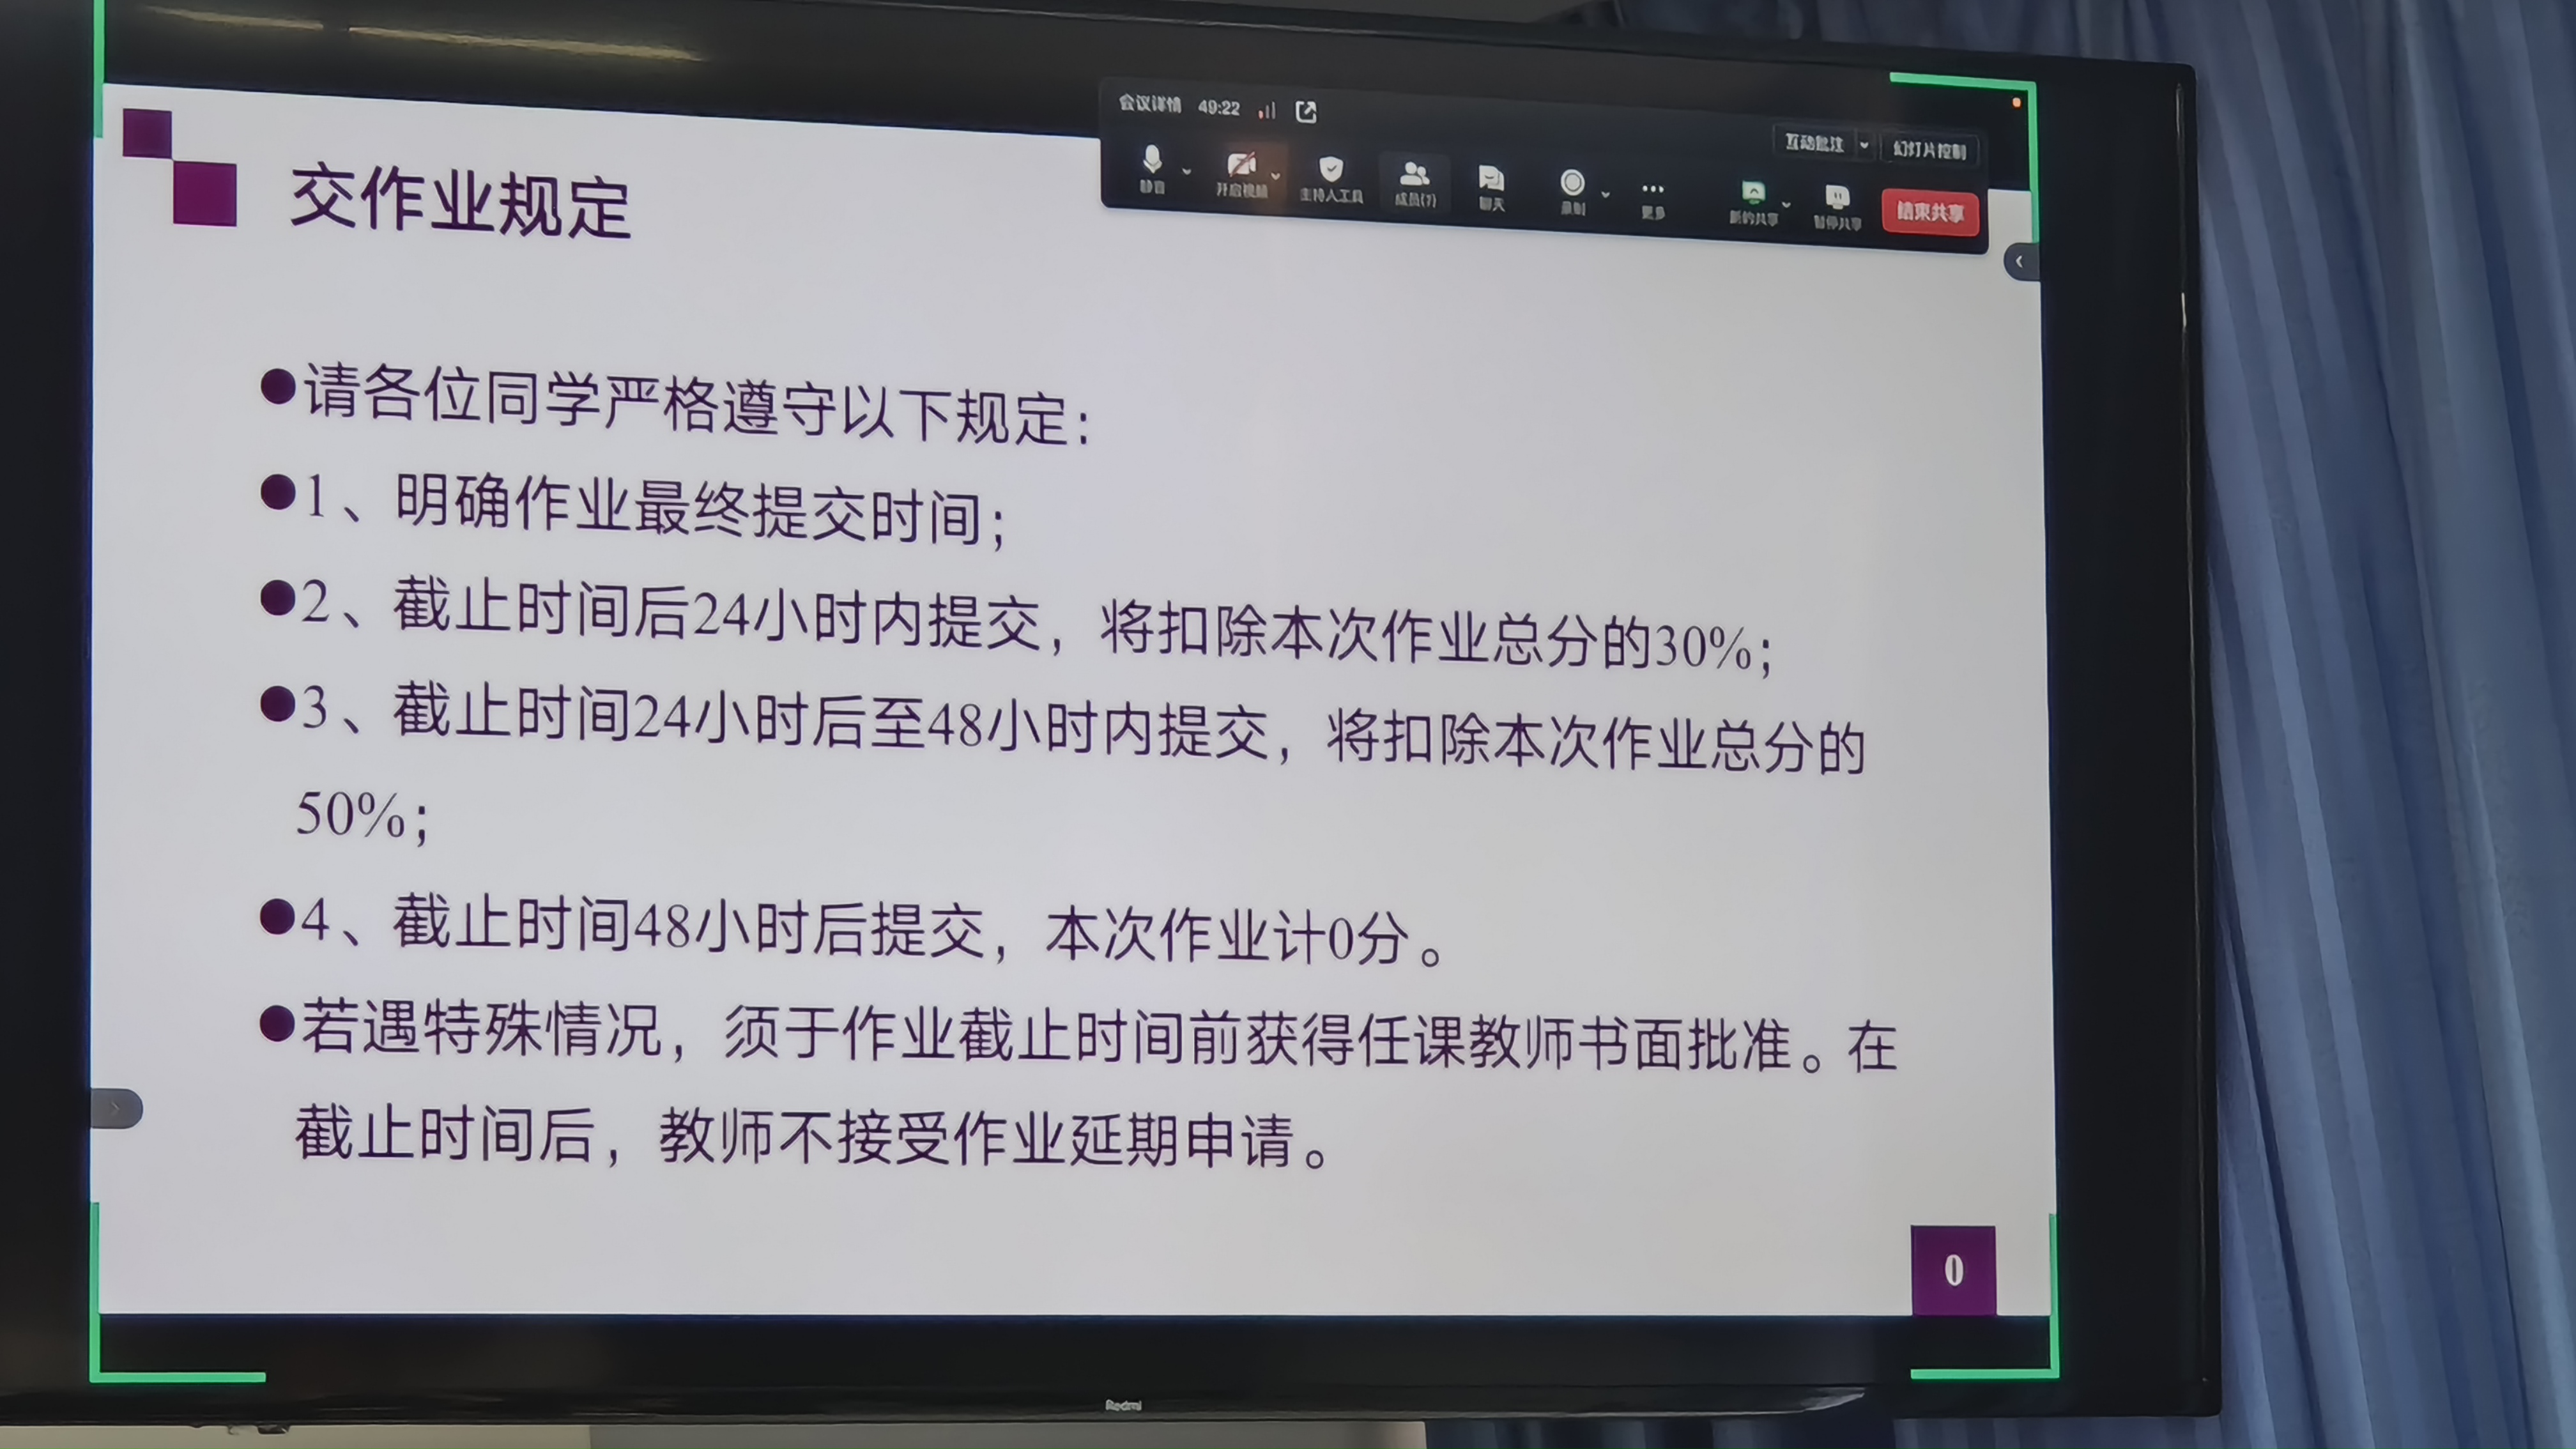 会议详情 49:22
互动批注 幻灯片控制
静音 开启视频 主持人工具 成员(7) 聊天 录制 更多 新的共享 暂停共享 结束共享
交作业规定
●请各位同学严格遵守以下规定：
●1、明确作业最终提交时间；
●2、截止时间后24小时内提交，将扣除本次作业总分的30%；
●3、截止时间24小时后至48小时内提交，将扣除本次作业总分的
50%；
●4、截止时间48小时后提交，本次作业计0分。
●若遇特殊情况，须于作业截止时间前获得任课教师书面批准。在
截止时间后，教师不接受作业延期申请。
0
Redmi